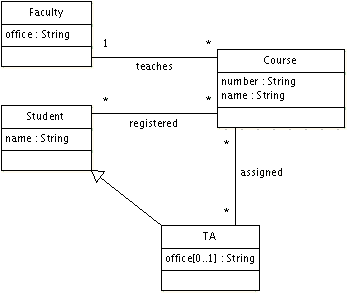 Faculty
office : String
1
*
teaches
Course
number : String
name : String
Student
name : String
*
*
registered
*
assigned
*
TA
office[0..1] : String